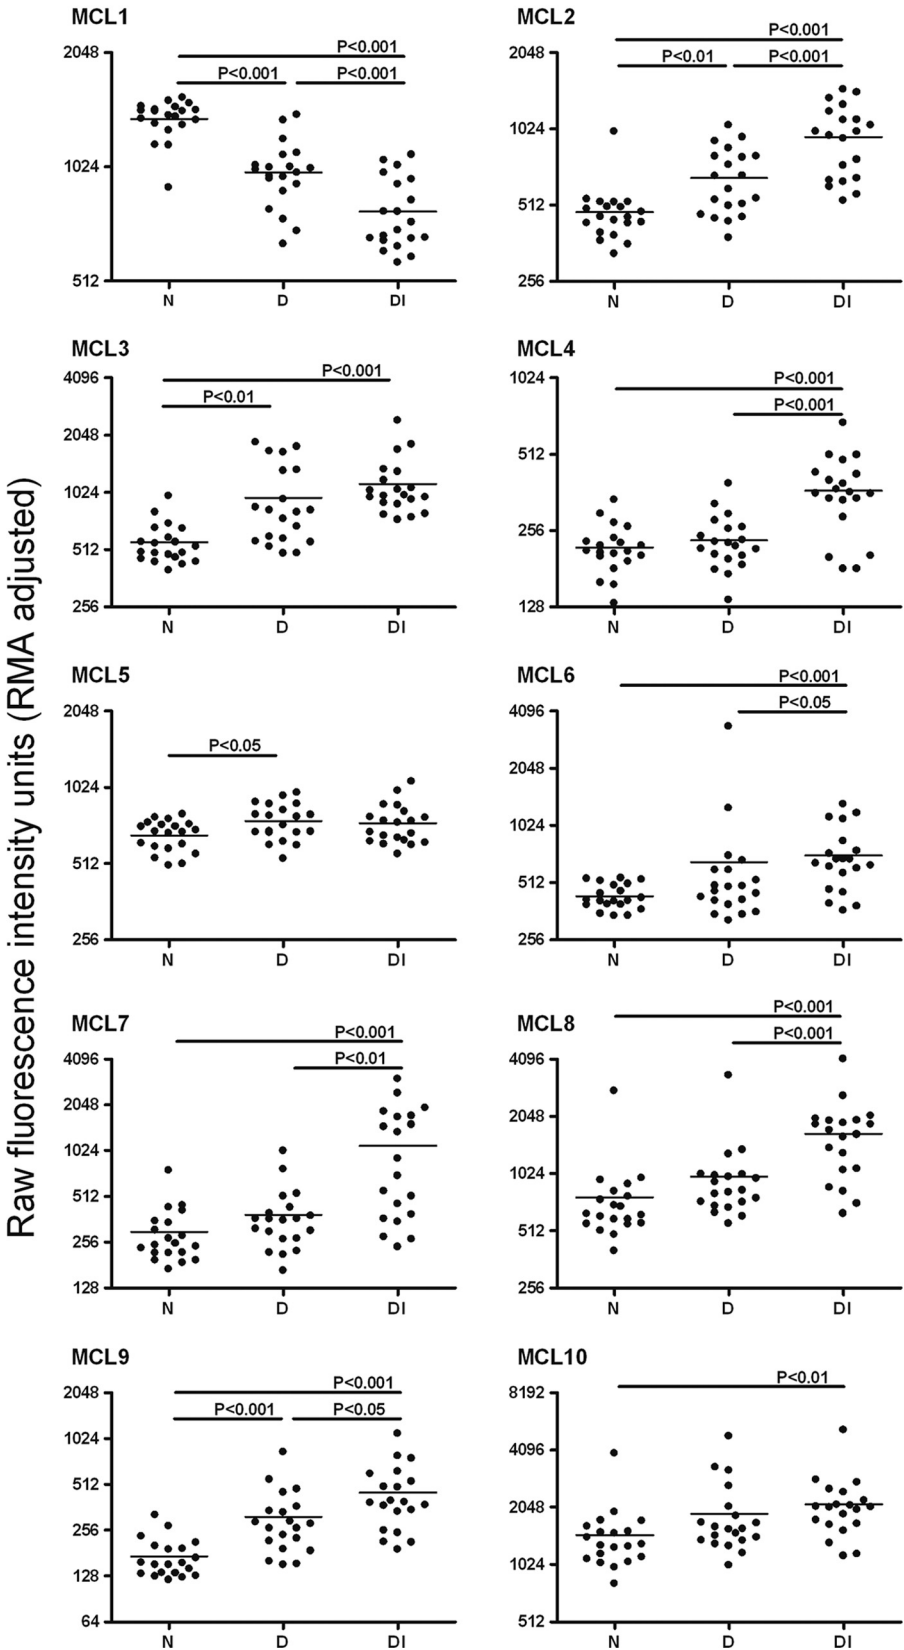 Raw fluorescence intensity units (RMA adjusted)
MCL1
P<0.001
P<0.001 P<0.001
2048
1024
512
N D DI
MCL2
P<0.001
P<0.01 P<0.001
2048
1024
512
256
N D DI
MCL3
P<0.001
P<0.01
4096
2048
1024
512
256
N D DI
MCL4
P<0.001
P<0.001
1024
512
256
128
N D DI
MCL5
P<0.05
2048
1024
512
256
N D DI
MCL6
P<0.001
P<0.05
4096
2048
1024
512
256
N D DI
MCL7
P<0.001
P<0.01
4096
2048
1024
512
256
128
N D DI
MCL8
P<0.001
P<0.001
4096
2048
1024
512
256
N D DI
MCL9
P<0.001
P<0.001 P<0.05
2048
1024
512
256
128
64
N D DI
MCL10
P<0.01
8192
4096
2048
1024
512
N D DI